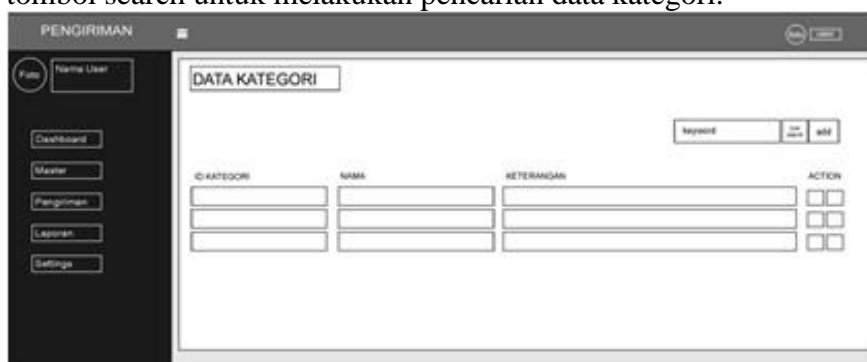 tombol search untuk melakukan pencarian data kategori.
PENGIRIMAN
Foto
Nama User
DATA KATEGORI
keyword
add
Dashboard
Master
Pengiriman
Laporan
Settings
ID KATEGORI NAMA KETERANGAN ACTION